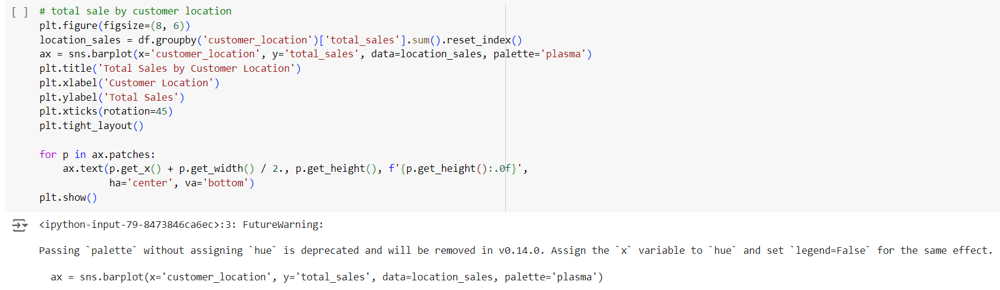 [ ] # total sale by customer location
plt.figure(figsize=(8, 6))
location_sales = df.groupby('customer_location')['total_sales'].sum().reset_index()
ax = sns.barplot(x='customer_location', y='total_sales', data=location_sales, palette='plasma')
plt.title('Total Sales by Customer Location')
plt.xlabel('Customer Location')
plt.ylabel('Total Sales')
plt.xticks(rotation=45)
plt.tight_layout()

for p in ax.patches:
    ax.text(p.get_x() + p.get_width() / 2., p.get_height(), f'{p.get_height():.0f}',
            ha='center', va='bottom')
plt.show()
<ipython-input-79-8473846ca6ec>:3: FutureWarning:

Passing `palette` without assigning `hue` is deprecated and will be removed in v0.14.0. Assign the `x` variable to `hue` and set `legend=False` for the same effect.

  ax = sns.barplot(x='customer_location', y='total_sales', data=location_sales, palette='plasma')